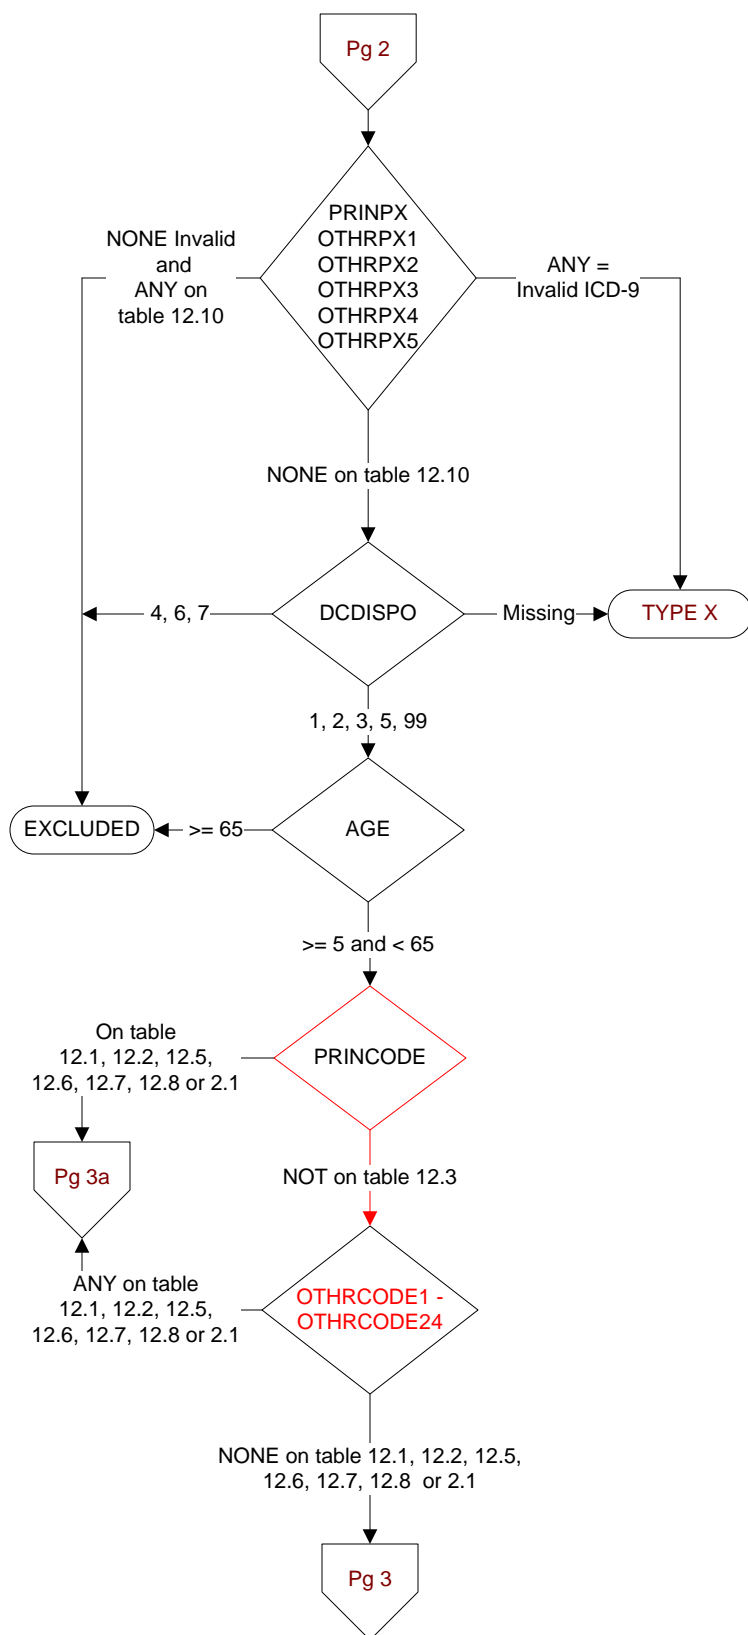 Pg 2
PRINPX
OTHRPX1
OTHRPX2
OTHRPX3
OTHRPX4
OTHRPX5
NONE Invalid
and
ANY on
table 12.10
ANY =
Invalid ICD-9
NONE on table 12.10
4, 6, 7
DCDISPO
Missing
TYPE X
1, 2, 3, 5, 99
EXCLUDED
>= 65
AGE
>= 5 and < 65
On table
12.1, 12.2, 12.5,
12.6, 12.7, 12.8 or 2.1
PRINCODE
Pg 3a
NOT on table 12.3
ANY on table
12.1, 12.2, 12.5,
12.6, 12.7, 12.8 or 2.1
OTHRCODE1 -
OTHRCODE24
NONE on table 12.1, 12.2, 12.5,
12.6, 12.7, 12.8 or 2.1
Pg 3